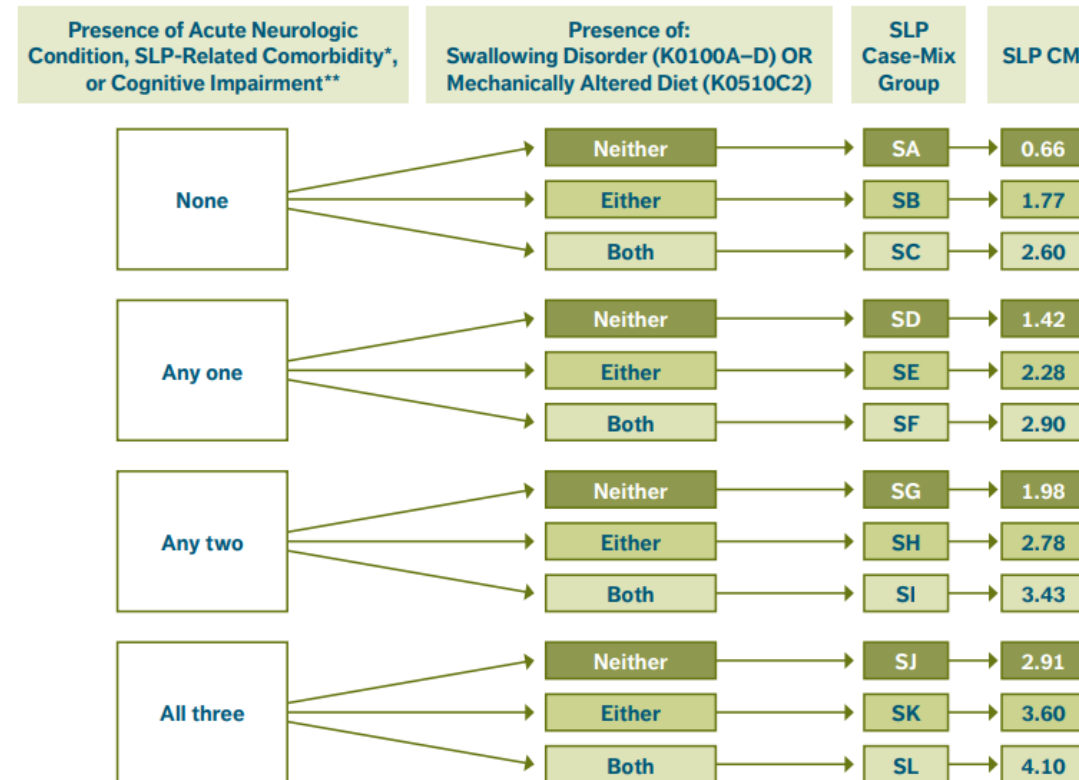 Presence of Acute Neurologic
Condition, SLP-Related Comorbidity*,
or Cognitive Impairment**
Presence of:
Swallowing Disorder (K0100A–D) OR
Mechanically Altered Diet (K0510C2)
SLP
Case-Mix
Group
SLP CM
None
Neither
SA
0.66
Either
SB
1.77
Both
SC
2.60
Any one
Neither
SD
1.42
Either
SE
2.28
Both
SF
2.90
Any two
Neither
SG
1.98
Either
SH
2.78
Both
SI
3.43
All three
Neither
SJ
2.91
Either
SK
3.60
Both
SL
4.10